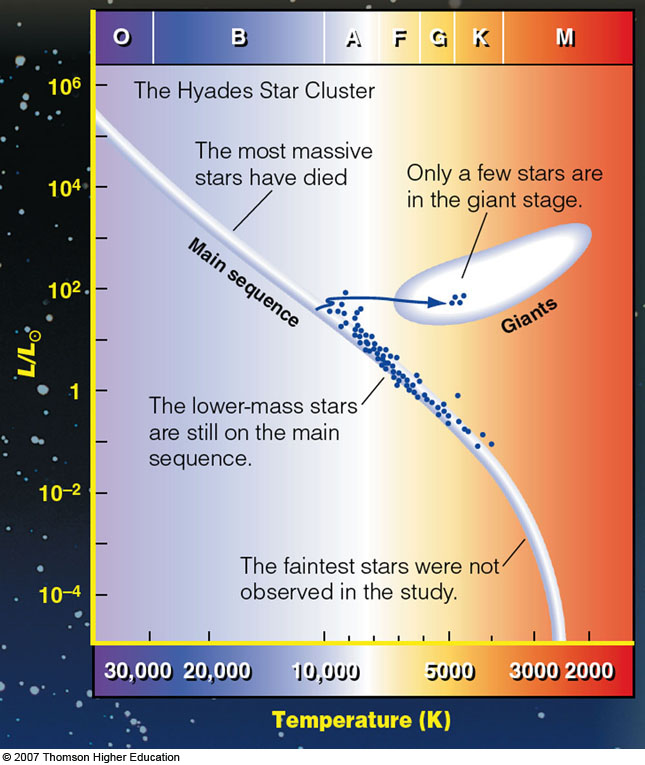 O B A F G K M
10⁶
The Hyades Star Cluster
The most massive
stars have died
Only a few stars are
in the giant stage.
10⁴
Main sequence
10²
Giants
L/L☉
1
The lower-mass stars
are still on the main
sequence.
10⁻²
The faintest stars were not
observed in the study.
10⁻⁴
30,000 20,000 10,000 5000 3000 2000
Temperature (K)
© 2007 Thomson Higher Education